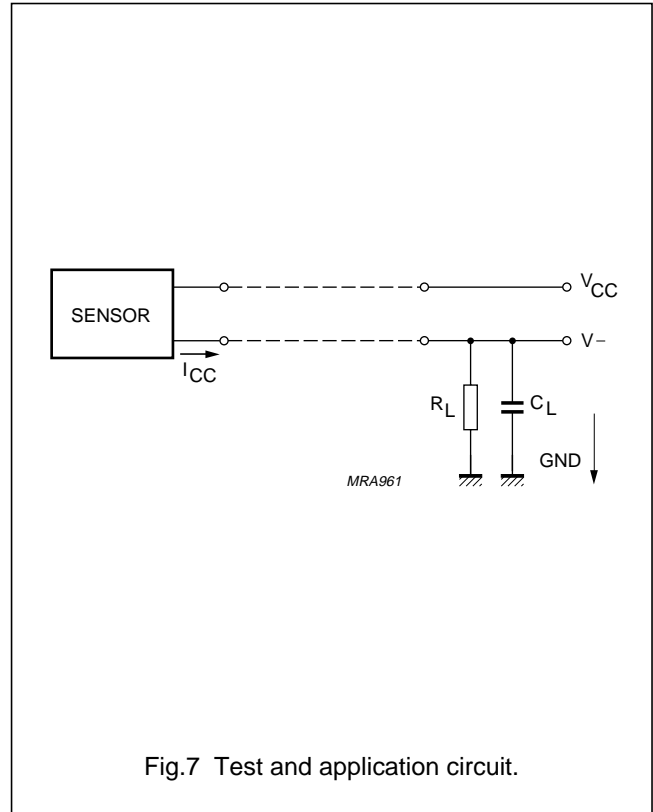 SENSOR
VCC
V−
ICC
RL
CL
GND
MRA961
Fig.7 Test and application circuit.